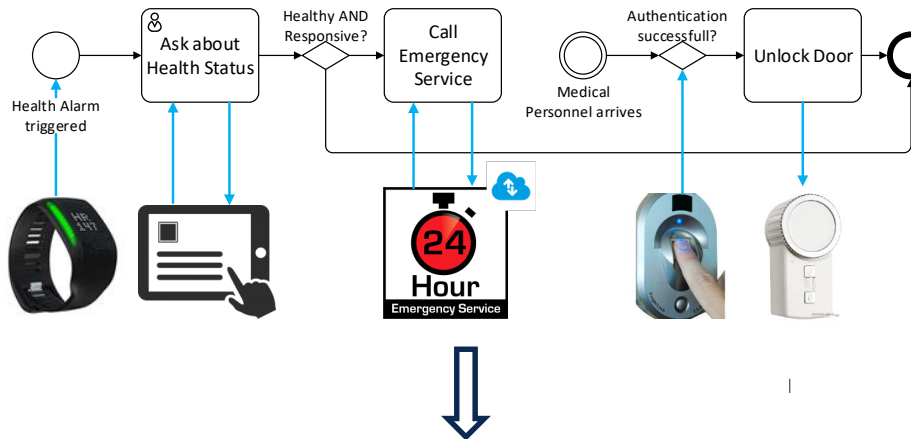 Healthy AND
Responsive?
Authentication
successfull?
Ask about
Health Status
Call
Emergency
Service
Unlock Door
Health Alarm
triggered
Medical
Personnel arrives
HR
197
24
Hour
Emergency Service